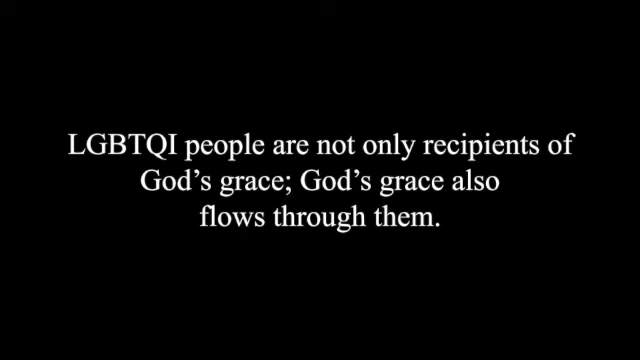 LGBTQI people are not only recipients of
God’s grace; God’s grace also
flows through them.